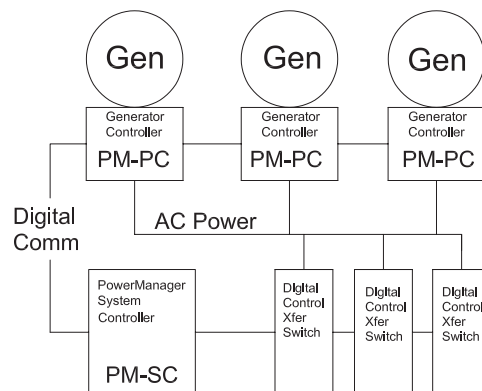 Gen
Gen
Gen
Generator
Controller
PM-PC
Generator
Controller
PM-PC
Generator
Controller
PM-PC
Digital
Comm
AC Power
PowerManager
System
Controller
PM-SC
Digital
Control
Xfer
Switch
Digital
Control
Xfer
Switch
Digital
Control
Xfer
Switch